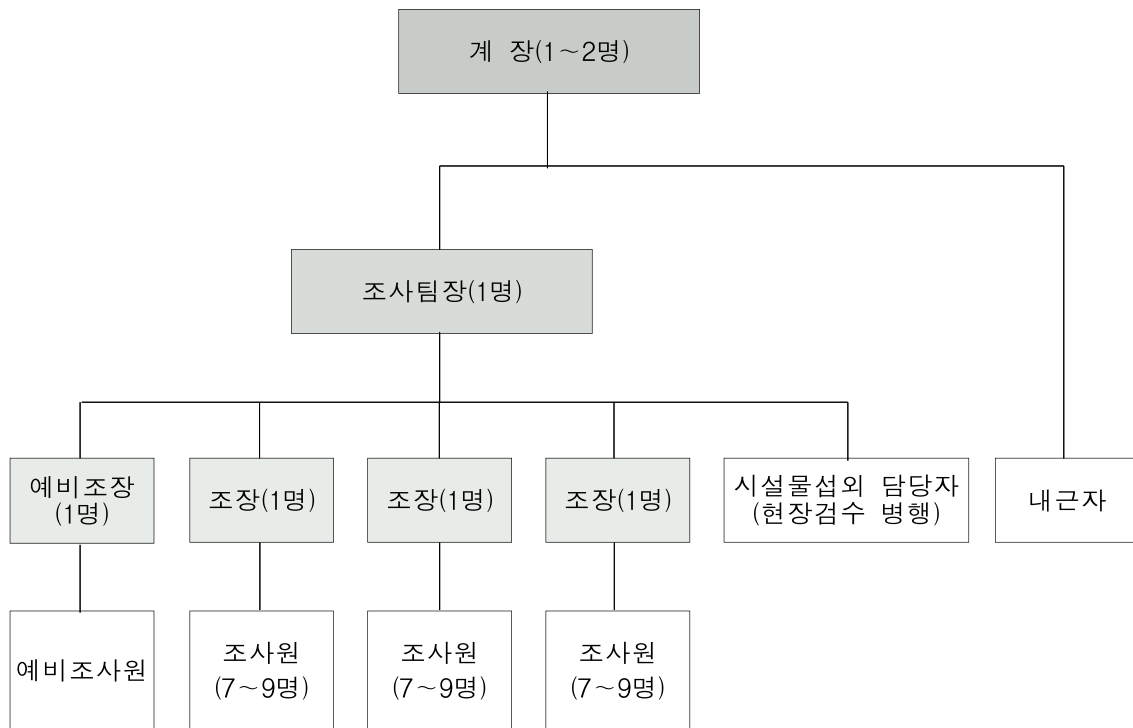 계 장(1～2명)
조사팀장(1명)
예비조장
(1명)
조장(1명)
조장(1명)
조장(1명)
시설물섭외 담당자
(현장검수 병행)
내근자
예비조사원
조사원
(7～9명)
조사원
(7～9명)
조사원
(7～9명)